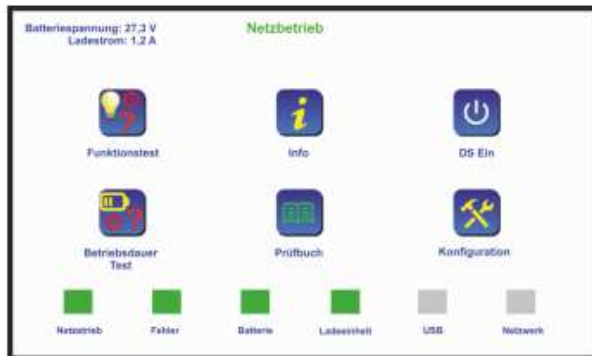 Batteriespannung: 27,3 V
Ladestrom: 1,2 A
Netzbetrieb
Funktionstest
Info
DS Ein
Betriebsdauer
Test
Prüfbuch
Konfiguration
Netzbetrieb
Fehler
Batterie
Ladeeinheit
USB
Netzwerk